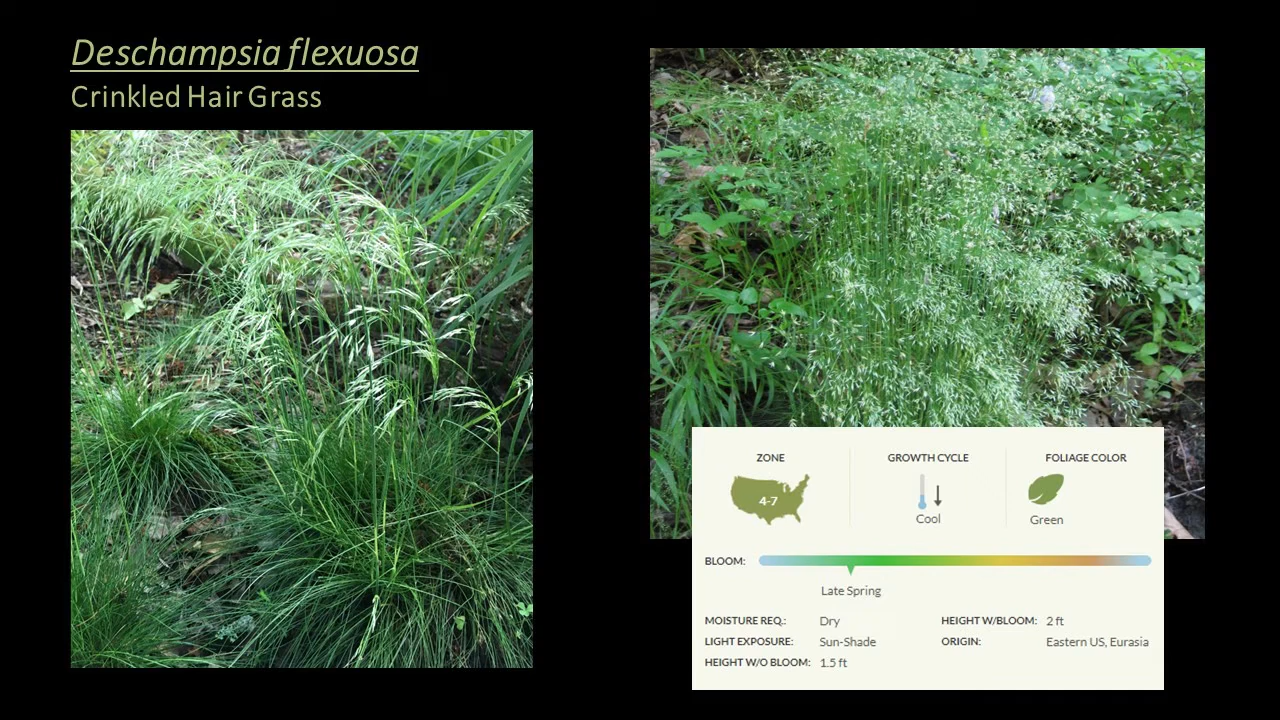 Deschampsia flexuosa
Crinkled Hair Grass
ZONE
4-7
GROWTH CYCLE
Cool
FOLIAGE COLOR
Green
BLOOM:
Late Spring
MOISTURE REQ.: Dry
HEIGHT W/BLOOM: 2 ft
LIGHT EXPOSURE: Sun-Shade
ORIGIN: Eastern US, Eurasia
HEIGHT W/O BLOOM: 1.5 ft